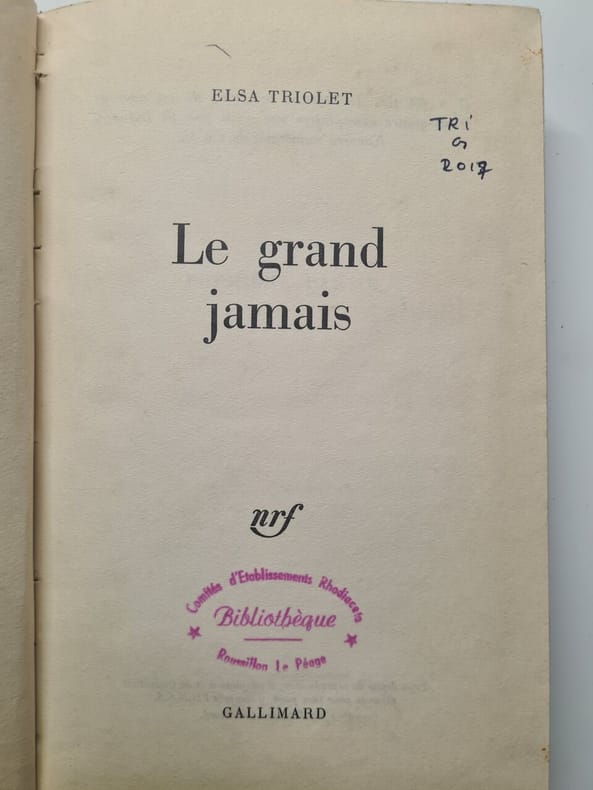 ELSA TRIOLET
TRi
G
2017
Le grand
jamais
nrf
Comités d'Etablissements Rhodiaceta
Bibliothèque
Roussillon Le Péage
GALLIMARD